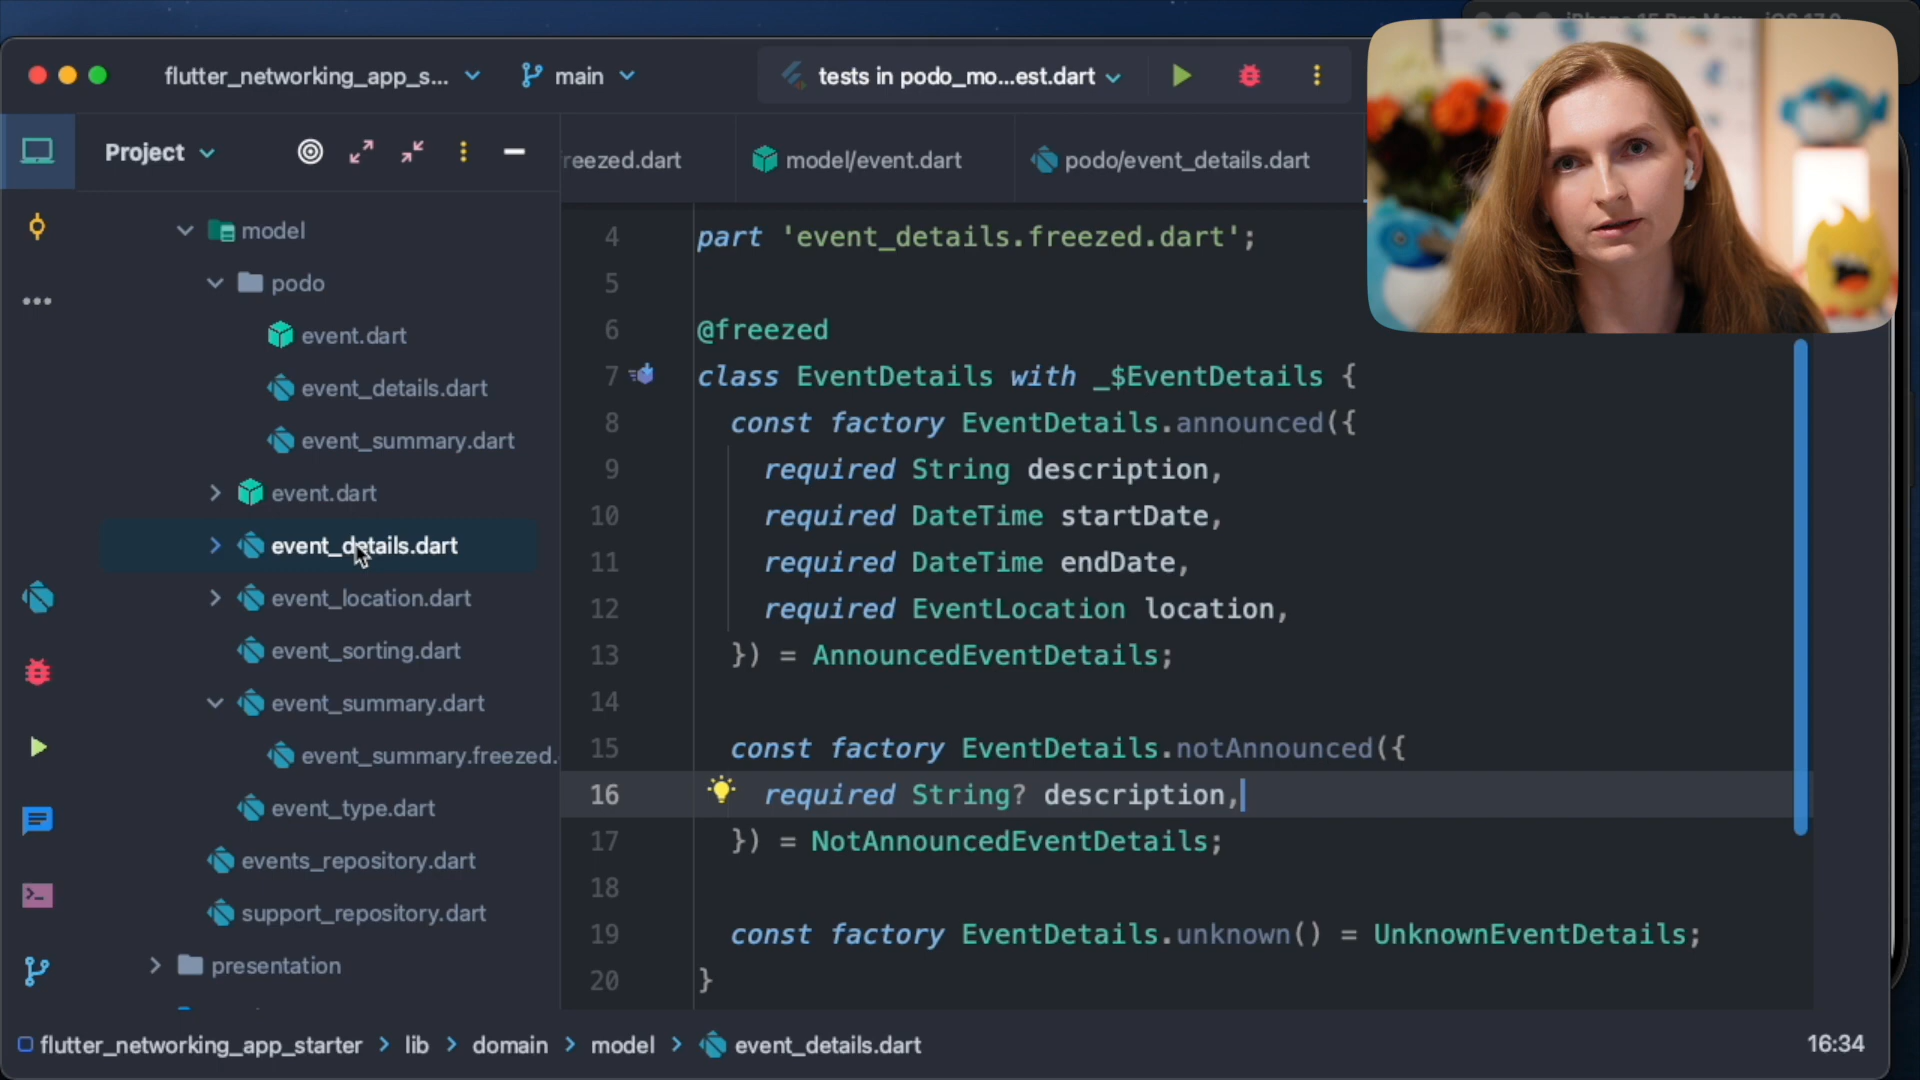 flutter_networking_app_s...
main
tests in podo_mo...est.dart
Project
reezed.dart
model/event.dart
podo/event_details.dart
model
podo
event.dart
event_details.dart
event_summary.dart
event.dart
event_details.dart
event_location.dart
event_sorting.dart
event_summary.dart
event_summary.freezed.
event_type.dart
events_repository.dart
support_repository.dart
presentation
4 part 'event_details.freezed.dart';
5
6 @freezed
7 class EventDetails with _$EventDetails {
8 const factory EventDetails.announced({
9 required String description,
10 required DateTime startDate,
11 required DateTime endDate,
12 required EventLocation location,
13 }) = AnnouncedEventDetails;
14
15 const factory EventDetails.notAnnounced({
16 required String? description,
17 }) = NotAnnouncedEventDetails;
18
19 const factory EventDetails.unknown() = UnknownEventDetails;
20 }
flutter_networking_app_starter > lib > domain > model > event_details.dart
16:34